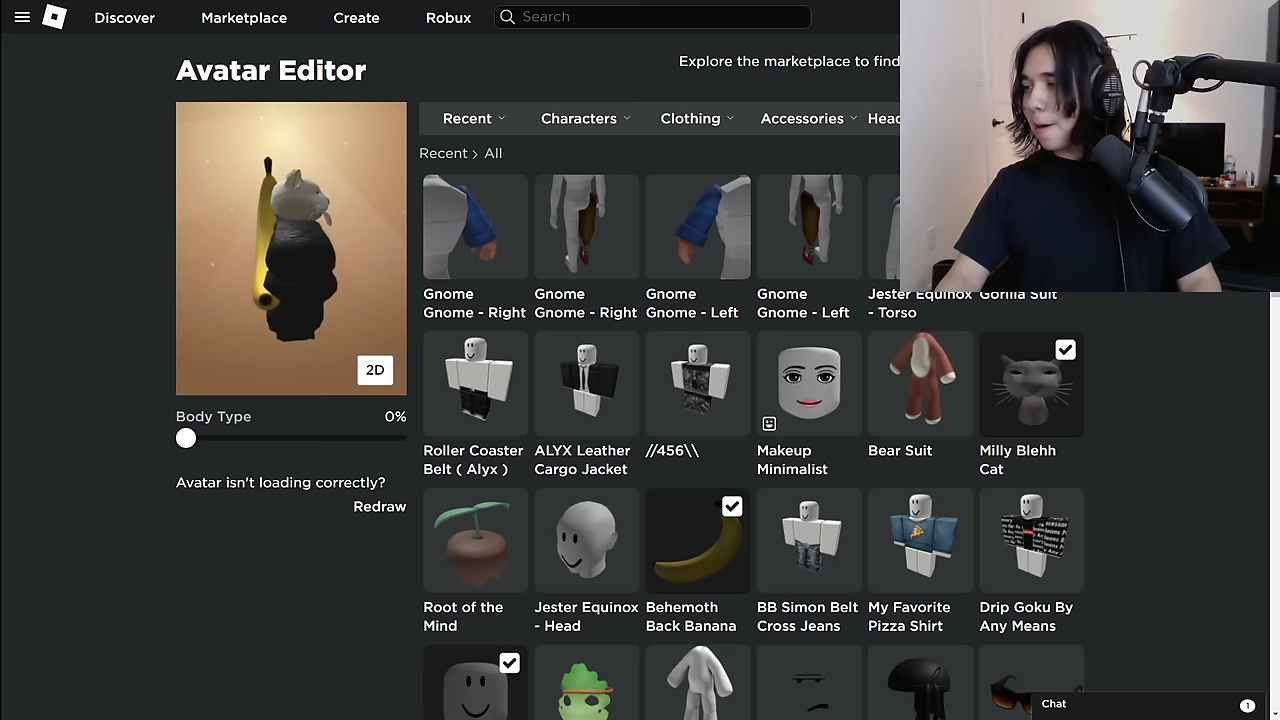 Discover
Marketplace
Create
Robux
Search
Avatar Editor
Explore the marketplace to find
Recent
Characters
Clothing
Accessories
Recent > All
2D
Body Type
0%
Avatar isn't loading correctly?
Redraw
Gnome
Gnome - Right
Gnome
Gnome - Right
Gnome
Gnome - Left
Gnome
Gnome - Left
Jester Equinox
- Torso
Gorilla Suit
Roller Coaster
Belt ( Alyx )
ALYX Leather
Cargo Jacket
//456\\
Makeup
Minimalist
Bear Suit
Milly Blehh
Cat
Root of the
Mind
Jester Equinox
- Head
Behemoth
Back Banana
BB Simon Belt
Cross Jeans
My Favorite
Pizza Shirt
Drip Goku By
Any Means
Chat
1